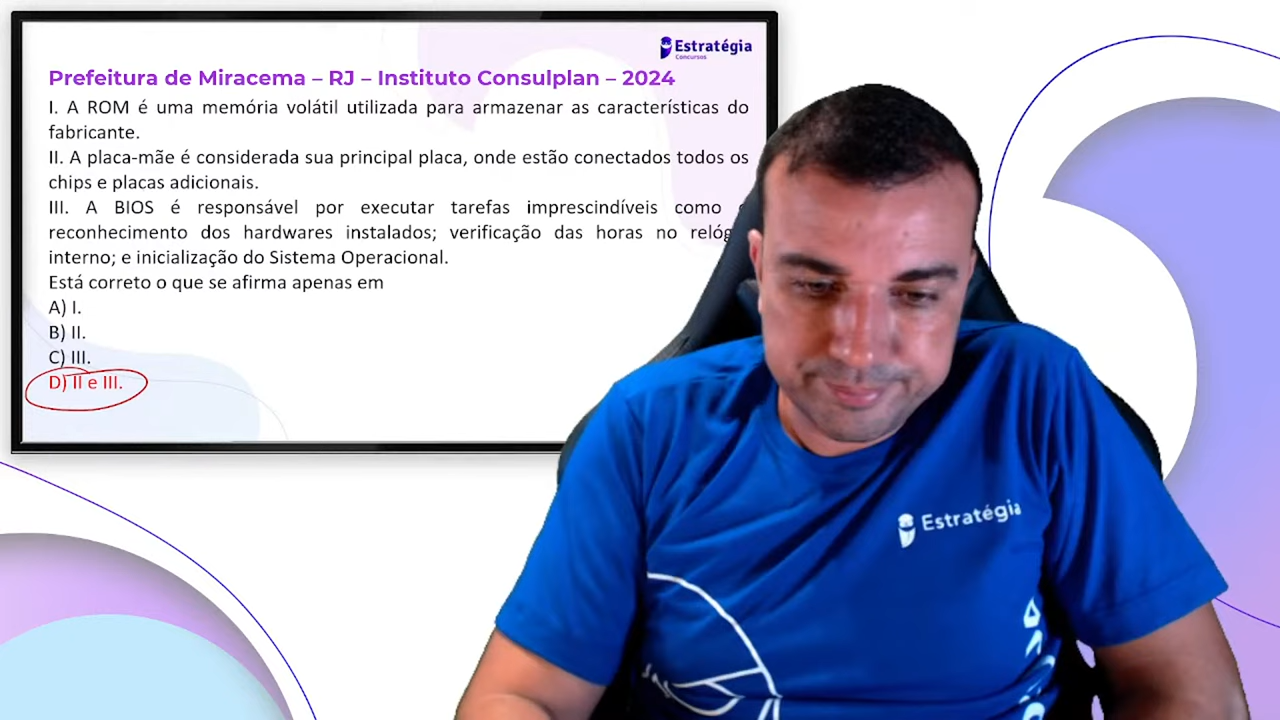 Estratégia
Concursos
Prefeitura de Miracema – RJ – Instituto Consulplan – 2024
I. A ROM é uma memória volátil utilizada para armazenar as características do
fabricante.
II. A placa-mãe é considerada sua principal placa, onde estão conectados todos os
chips e placas adicionais.
III. A BIOS é responsável por executar tarefas imprescindíveis como
reconhecimento dos hardwares instalados; verificação das horas no
interno; e inicialização do Sistema Operacional.
Está correto o que se afirma apenas em
A) I.
B) II.
C) III.
D) II e III.
Estratégia